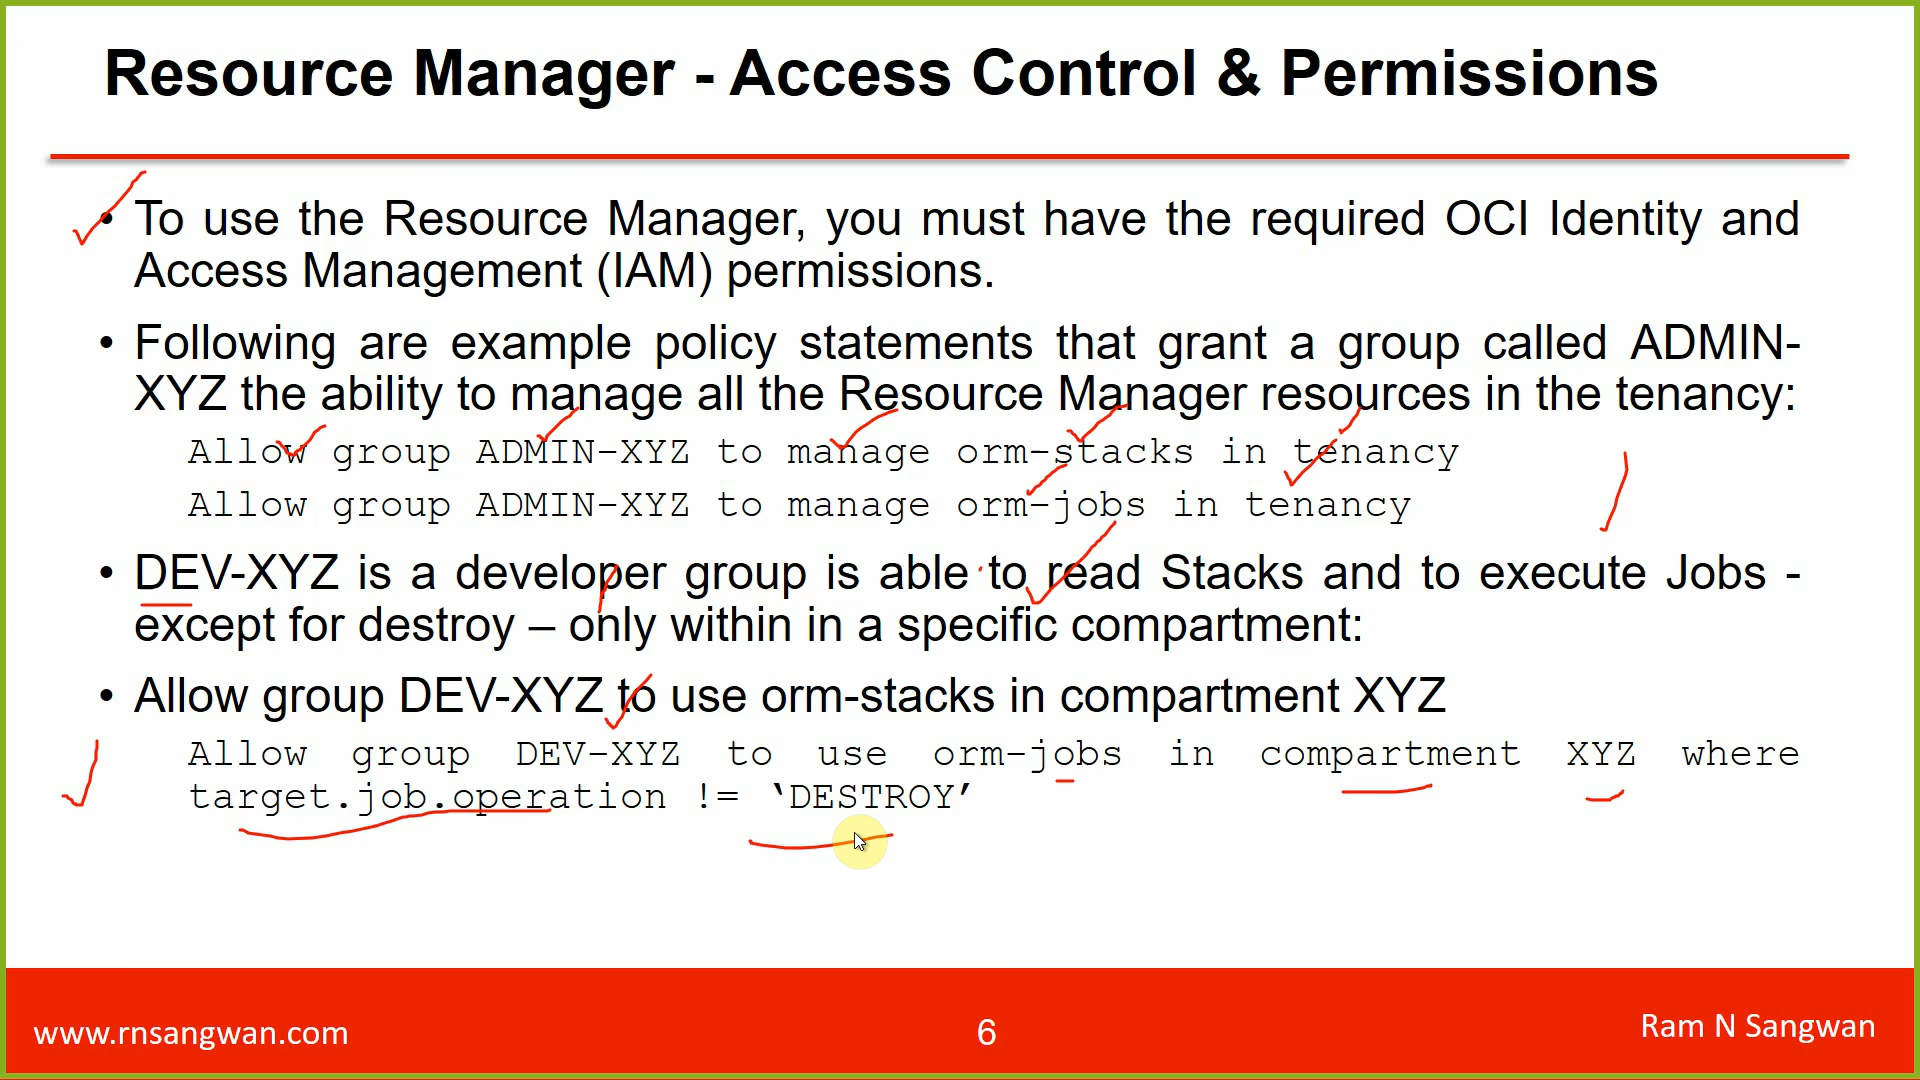 Resource Manager - Access Control & Permissions
• To use the Resource Manager, you must have the required OCI Identity and
Access Management (IAM) permissions.
• Following are example policy statements that grant a group called ADMIN-
XYZ the ability to manage all the Resource Manager resources in the tenancy:
Allow group ADMIN-XYZ to manage orm-stacks in tenancy
Allow group ADMIN-XYZ to manage orm-jobs in tenancy
• DEV-XYZ is a developer group is able to read Stacks and to execute Jobs -
except for destroy – only within in a specific compartment:
• Allow group DEV-XYZ to use orm-stacks in compartment XYZ
Allow group DEV-XYZ to use orm-jobs in compartment XYZ where
target.job.operation != ‘DESTROY’
www.rnsangwan.com
6
Ram N Sangwan